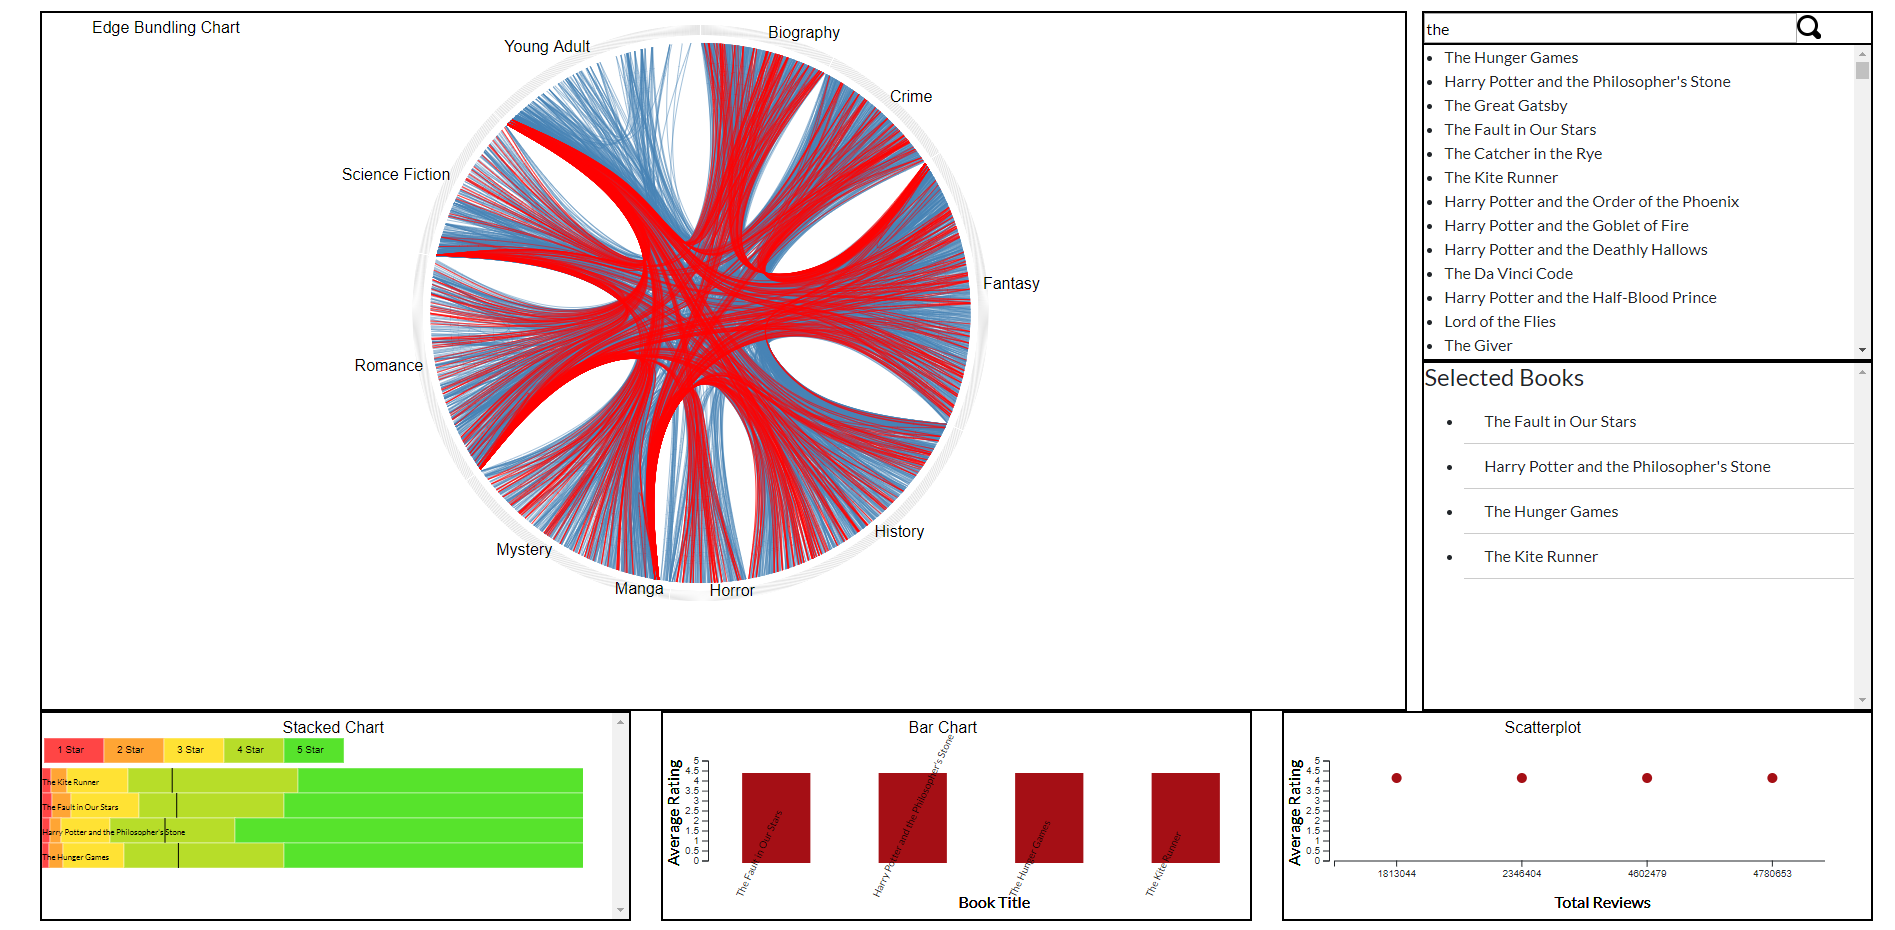 Edge Bundling Chart
Young Adult
Biography
Crime
Science Fiction
Fantasy
Romance
History
Mystery
Manga
Horror
the
The Hunger Games
Harry Potter and the Philosopher's Stone
The Great Gatsby
The Fault in Our Stars
The Catcher in the Rye
The Kite Runner
Harry Potter and the Order of the Phoenix
Harry Potter and the Goblet of Fire
Harry Potter and the Deathly Hallows
The Da Vinci Code
Harry Potter and the Half-Blood Prince
Lord of the Flies
The Giver
Selected Books
The Fault in Our Stars
Harry Potter and the Philosopher's Stone
The Hunger Games
The Kite Runner
Stacked Chart
1 Star 2 Star 3 Star 4 Star 5 Star
The Kite Runner
The Fault in Our Stars
Harry Potter and the Philosopher's Stone
The Hunger Games
Bar Chart
Average Rating
5
4.5
4
3.5
3
2.5
2
1.5
1
0.5
0
The Fault in Our Stars
Harry Potter and the Philosopher's Stone
The Hunger Games
The Kite Runner
Book Title
Scatterplot
Average Rating
5
4.5
4
3.5
3
2.5
2
1.5
1
0.5
0
1813044 2346404 4602479 4780653
Total Reviews